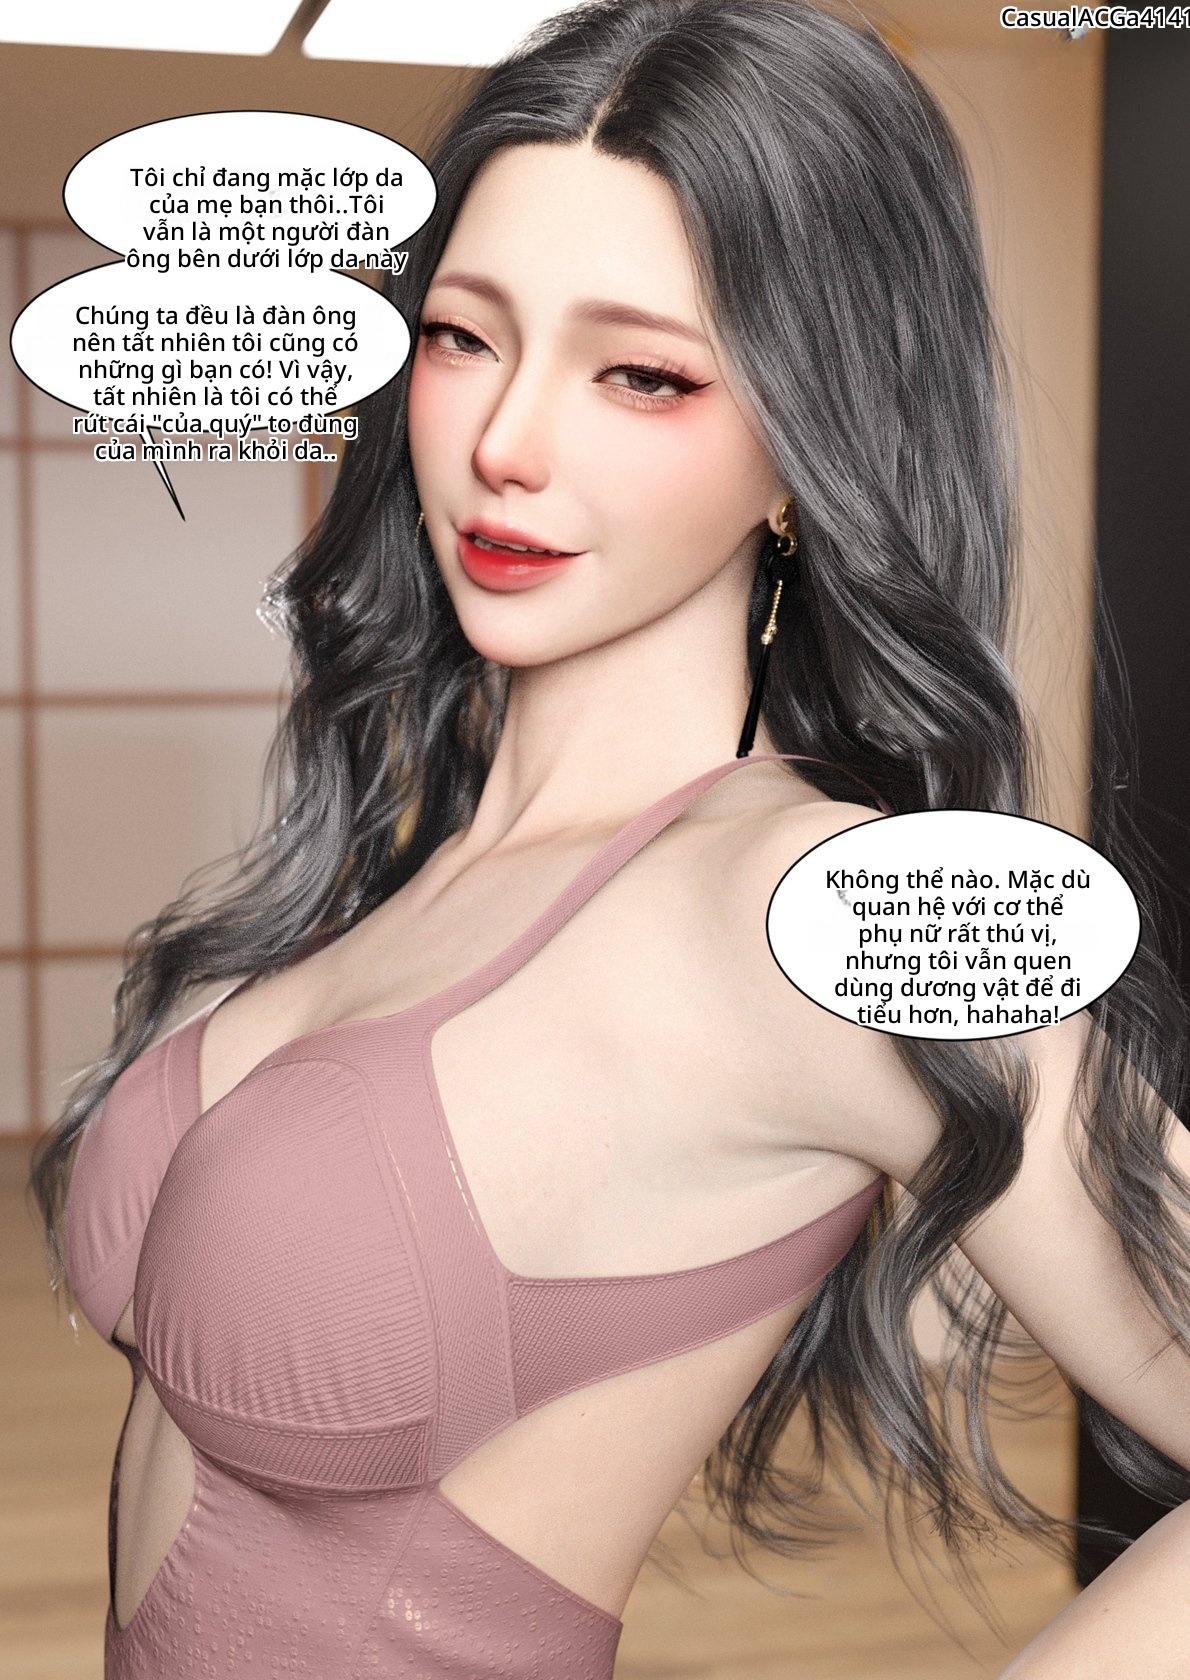 CasualACGa4141
Tôi chỉ đang mặc lớp da
của mẹ bạn thôi..Tôi
vẫn là một người đàn
ông bên dưới lớp da này
Chúng ta đều là đàn ông
nên tất nhiên tôi cũng có
những gì bạn có! Vì vậy,
tất nhiên là tôi có thể
rút cái "của quý" to đùng
của mình ra khỏi da..
Không thể nào. Mặc dù
quan hệ với cơ thể
phụ nữ rất thú vị,
nhưng tôi vẫn quen
dùng dương vật để đi
tiểu hơn, hahaha!